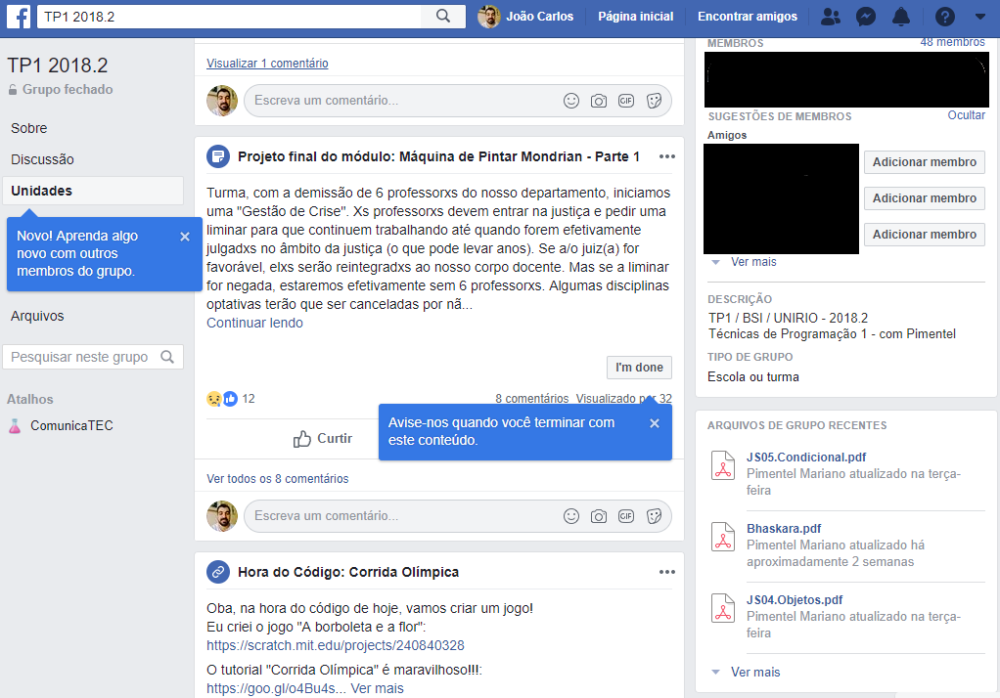 TP1 2018.2
João Carlos
Página inicial
Encontrar amigos
TP1 2018.2
Grupo fechado
Sobre
Discussão
Unidades
Novo! Aprenda algo
novo com outros
membros do grupo.
Arquivos
Pesquisar neste grupo
Atalhos
ComunicaTEC
Visualizar 1 comentário
Escreva um comentário...
GIF
Projeto final do módulo: Máquina de Pintar Mondrian - Parte 1
Turma, com a demissão de 6 professorxs do nosso departamento, iniciamos
uma "Gestão de Crise". Xs professorxs devem entrar na justiça e pedir uma
liminar para que continuem trabalhando até quando forem efetivamente
julgadxs no âmbito da justiça (o que pode levar anos). Se a/o juiz(a) for
favorável, elxs serão reintegradxs ao nosso corpo docente. Mas se a liminar
for negada, estaremos efetivamente sem 6 professorxs. Algumas disciplinas
optativas terão que ser canceladas por nã...
Continuar lendo
I'm done
12
8 comentários Visualizado por 32
Curtir
Avise-nos quando você terminar com
este conteúdo.
Ver todos os 8 comentários
Escreva um comentário...
GIF
Hora do Código: Corrida Olímpica
Oba, na hora do código de hoje, vamos criar um jogo!
Eu criei o jogo "A borboleta e a flor":
https://scratch.mit.edu/projects/240840328
O tutorial "Corrida Olímpica" é maravilhoso!!!:
https://goo.gl/o4Bu4s... Ver mais
MEMBROS
48 membros
SUGESTÕES DE MEMBROS
Ocultar
Amigos
Adicionar membro
Adicionar membro
Adicionar membro
Ver mais
DESCRIÇÃO
TP1 / BSI / UNIRIO - 2018.2
Técnicas de Programação 1 - com Pimentel
TIPO DE GRUPO
Escola ou turma
ARQUIVOS DE GRUPO RECENTES
JS05.Condicional.pdf
Pimentel Mariano atualizado na terça-
feira
Bhaskara.pdf
Pimentel Mariano atualizado há
aproximadamente 2 semanas
JS04.Objetos.pdf
Pimentel Mariano atualizado na terça-
feira
Ver mais